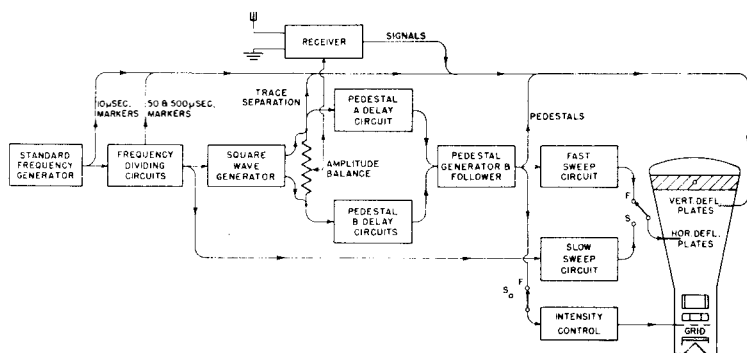 RECEIVER
SIGNALS
10μSEC.
MARKERS
50 & 500μSEC.
MARKERS
TRACE
SEPARATION
PEDESTAL
A DELAY
CIRCUIT
PEDESTALS
STANDARD
FREQUENCY
GENERATOR
FREQUENCY
DIVIDING
CIRCUITS
SQUARE
WAVE
GENERATOR
AMPLITUDE
BALANCE
PEDESTAL
GENERATOR B
FOLLOWER
FAST
SWEEP
CIRCUIT
PEDESTAL
B DELAY
CIRCUITS
F
S
VERT. DEFL.
PLATES
HOR. DEFL.
PLATES
SLOW
SWEEP
CIRCUIT
F
S
INTENSITY
CONTROL
GRID